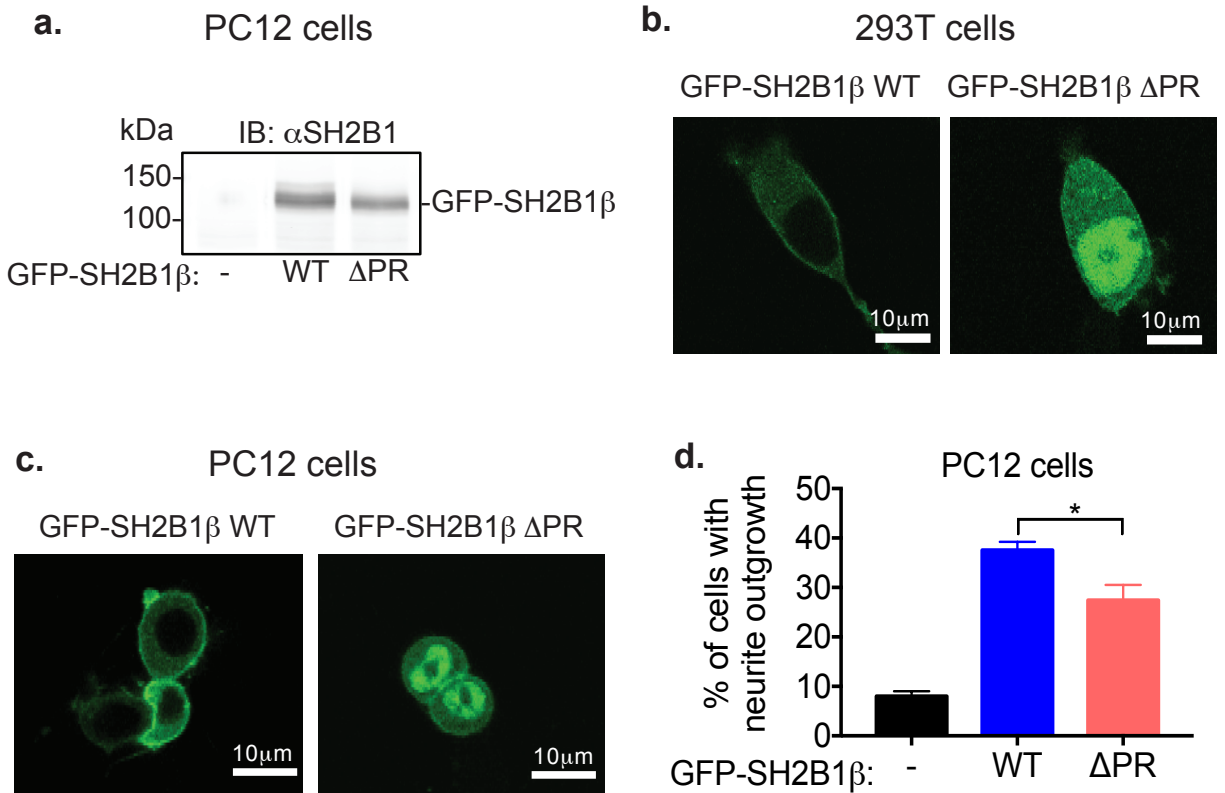 a. PC12 cells
kDa IB: αSH2B1
150
100
GFP-SH2B1β
GFP-SH2B1β: - WT ΔPR
b. 293T cells
GFP-SH2B1β WT GFP-SH2B1β ΔPR
10μm 10μm
c. PC12 cells
GFP-SH2B1β WT GFP-SH2B1β ΔPR
10μm 10μm
d. PC12 cells
% of cells with
neurite outgrowth
50
40
30
20
10
0
*
GFP-SH2B1β: - WT ΔPR